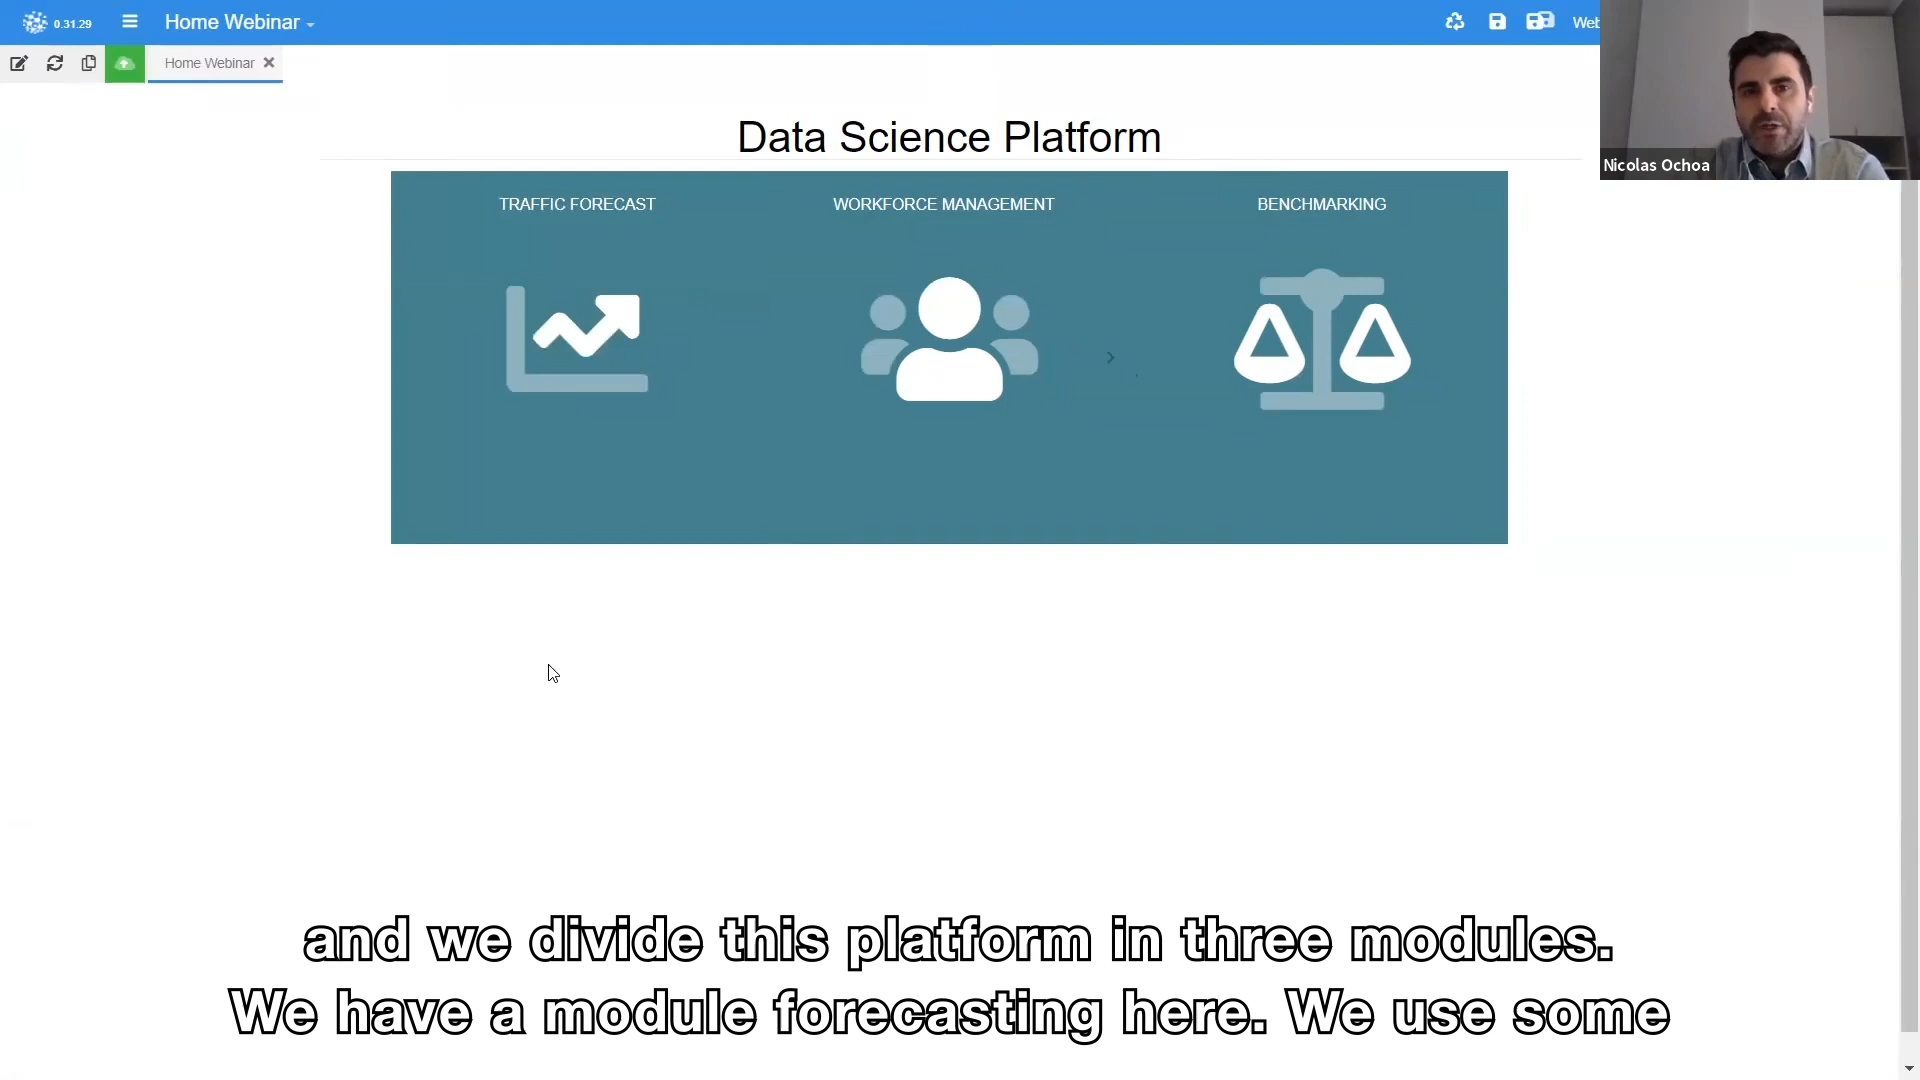 0.31.29
Home Webinar
Web
Home Webinar
Nicolas Ochoa
Data Science Platform
TRAFFIC FORECAST
WORKFORCE MANAGEMENT
BENCHMARKING
and we divide this platform in three modules.
We have a module forecasting here. We use some